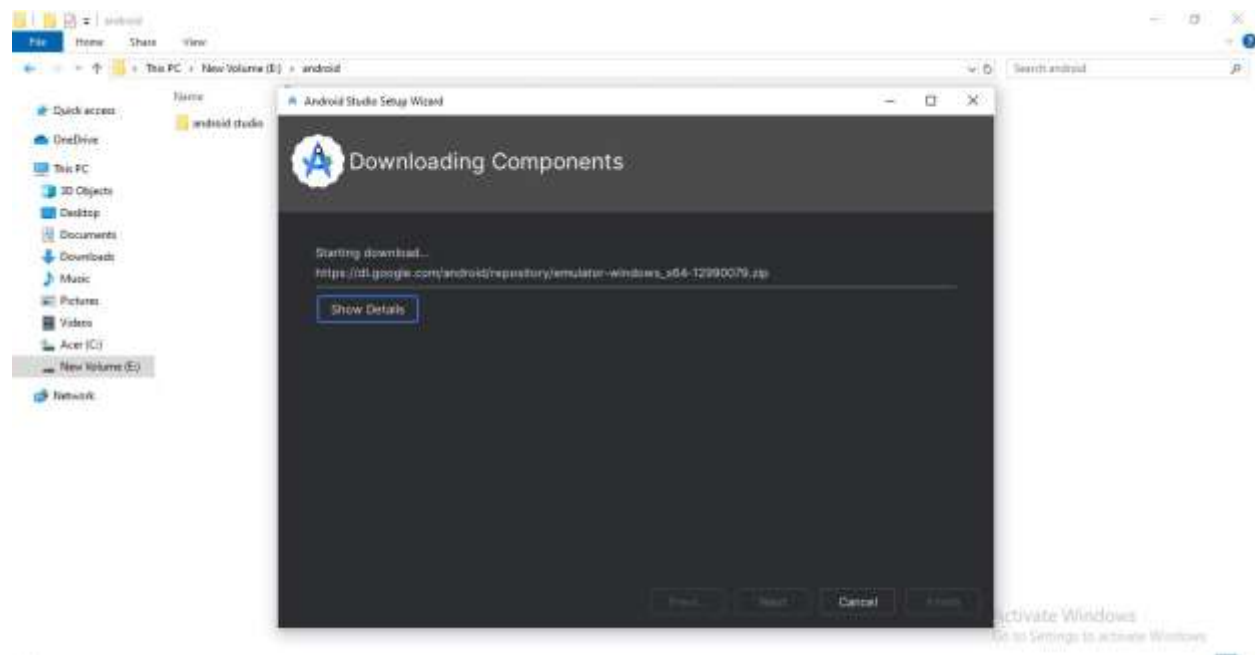 android
File Home Share View
This PC › New Volume (E:) › android
Search android
Name
Quick access
android studio
OneDrive
This PC
3D Objects
Desktop
Documents
Downloads
Music
Pictures
Videos
Acer (C:)
New Volume (E:)
Network
Android Studio Setup Wizard
Downloading Components
Starting download...
https://dl.google.com/android/repository/emulator-windows_x64-12990079.zip
Show Details
Next Cancel Finish
Activate Windows
Go to Settings to activate Windows.